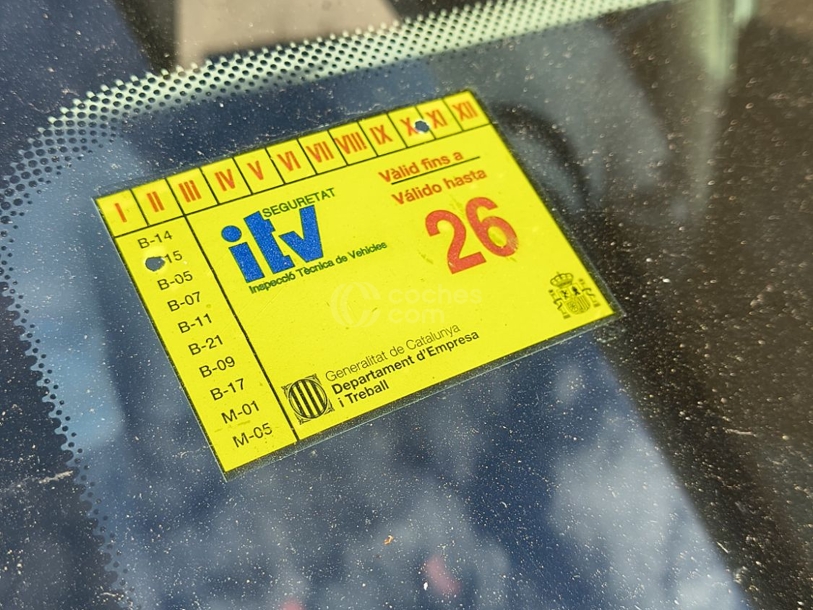 I II III IV V VI VII VIII IX X XI XII
SEGURETAT
itv
Inspecció Tècnica de Vehicles
Vàlid fins a
Válido hasta
26
B-14
15
B-05
B-07
B-11
B-21
B-09
B-17
M-01
M-05
coches
com
Generalitat de Catalunya
Departament d'Empresa
i Treball